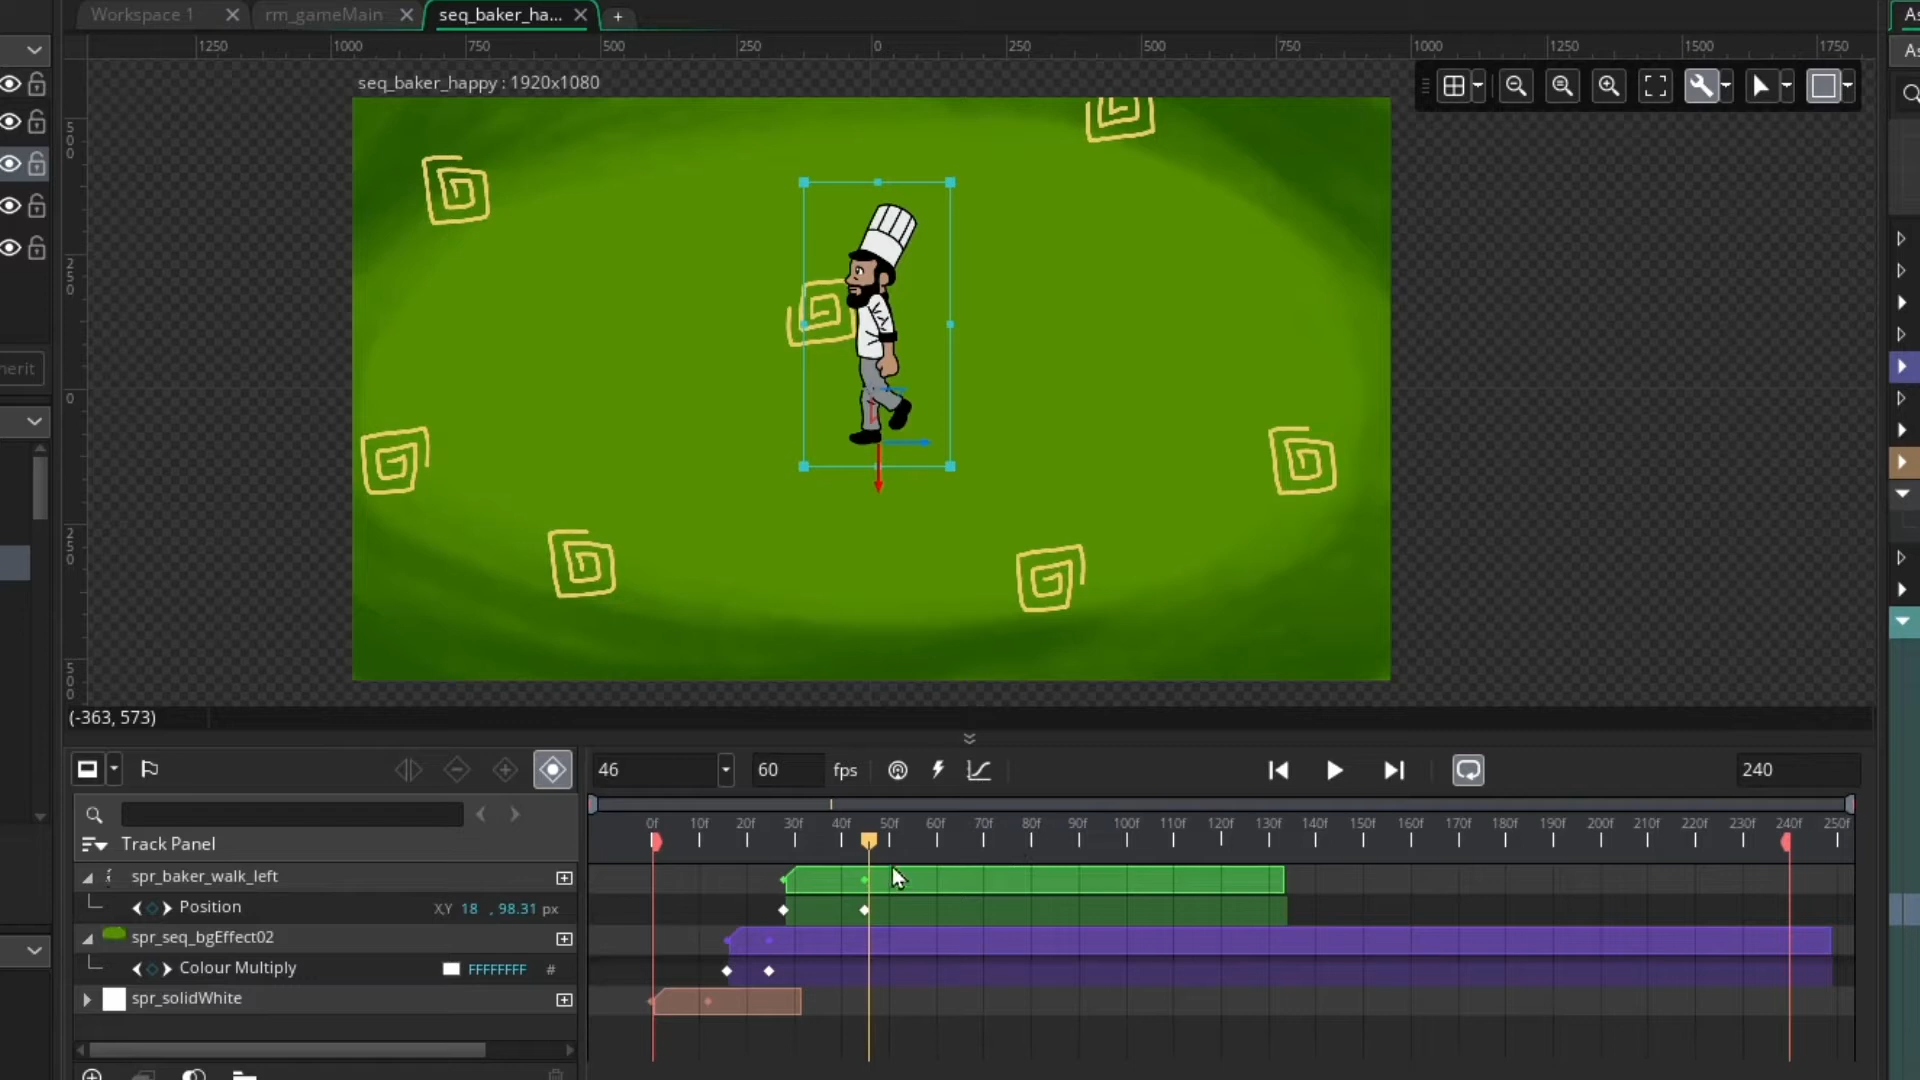 Workspace 1
rm_gameMain
seq_baker_ha...
As
As
1250 1000 750 500 250 0 250 500 750 1000 1250 1500 1750
seq_baker_happy : 1920x1080
500
250
0
250
500
erit
(-363, 573)
46
60 fps
240
0f 10f 20f 30f 40f 50f 60f 70f 80f 90f 100f 110f 120f 130f 140f 150f 160f 170f 180f 190f 200f 210f 220f 230f 240f 250f
Track Panel
spr_baker_walk_left
Position X,Y 18 , 98.31 px
spr_seq_bgEffect02
Colour Multiply FFFFFFFF #
spr_solidWhite